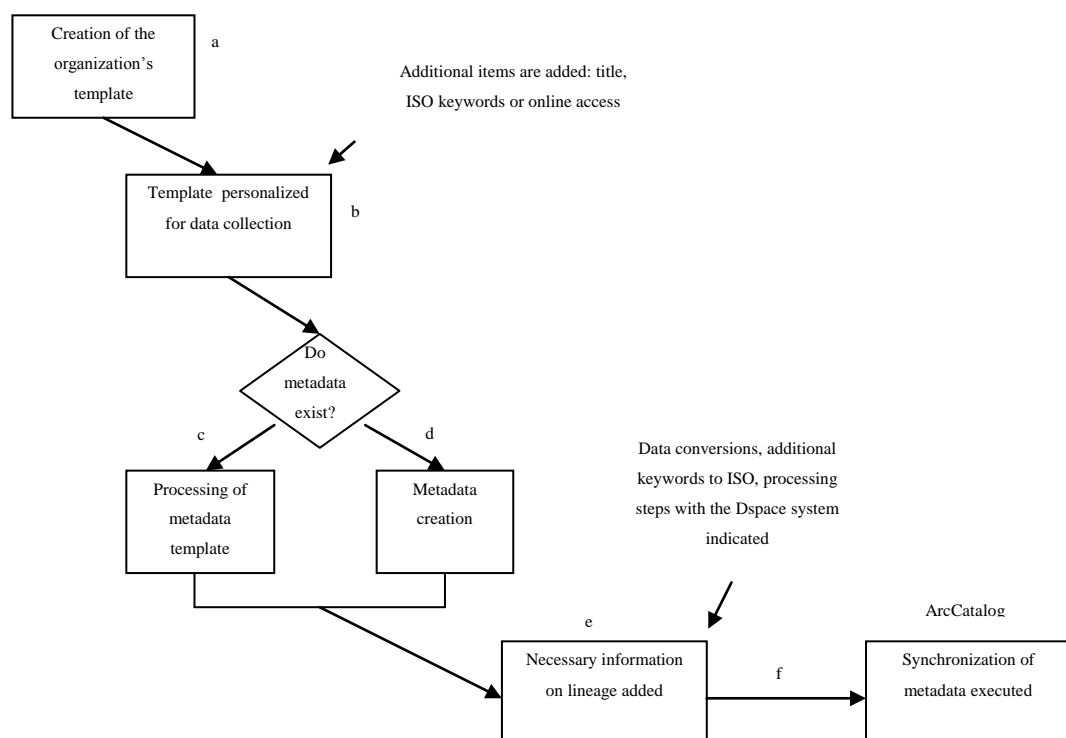 Creation of the
organization’s
template
a
Additional items are added: title,
ISO keywords or online access
Template personalized
for data collection
b
Do
metadata
exist?
c
d
Processing of
metadata
template
Metadata
creation
Data conversions, additional
keywords to ISO, processing
steps with the Dspace system
indicated
e
Necessary information
on lineage added
f
ArcCatalog
Synchronization of
metadata executed